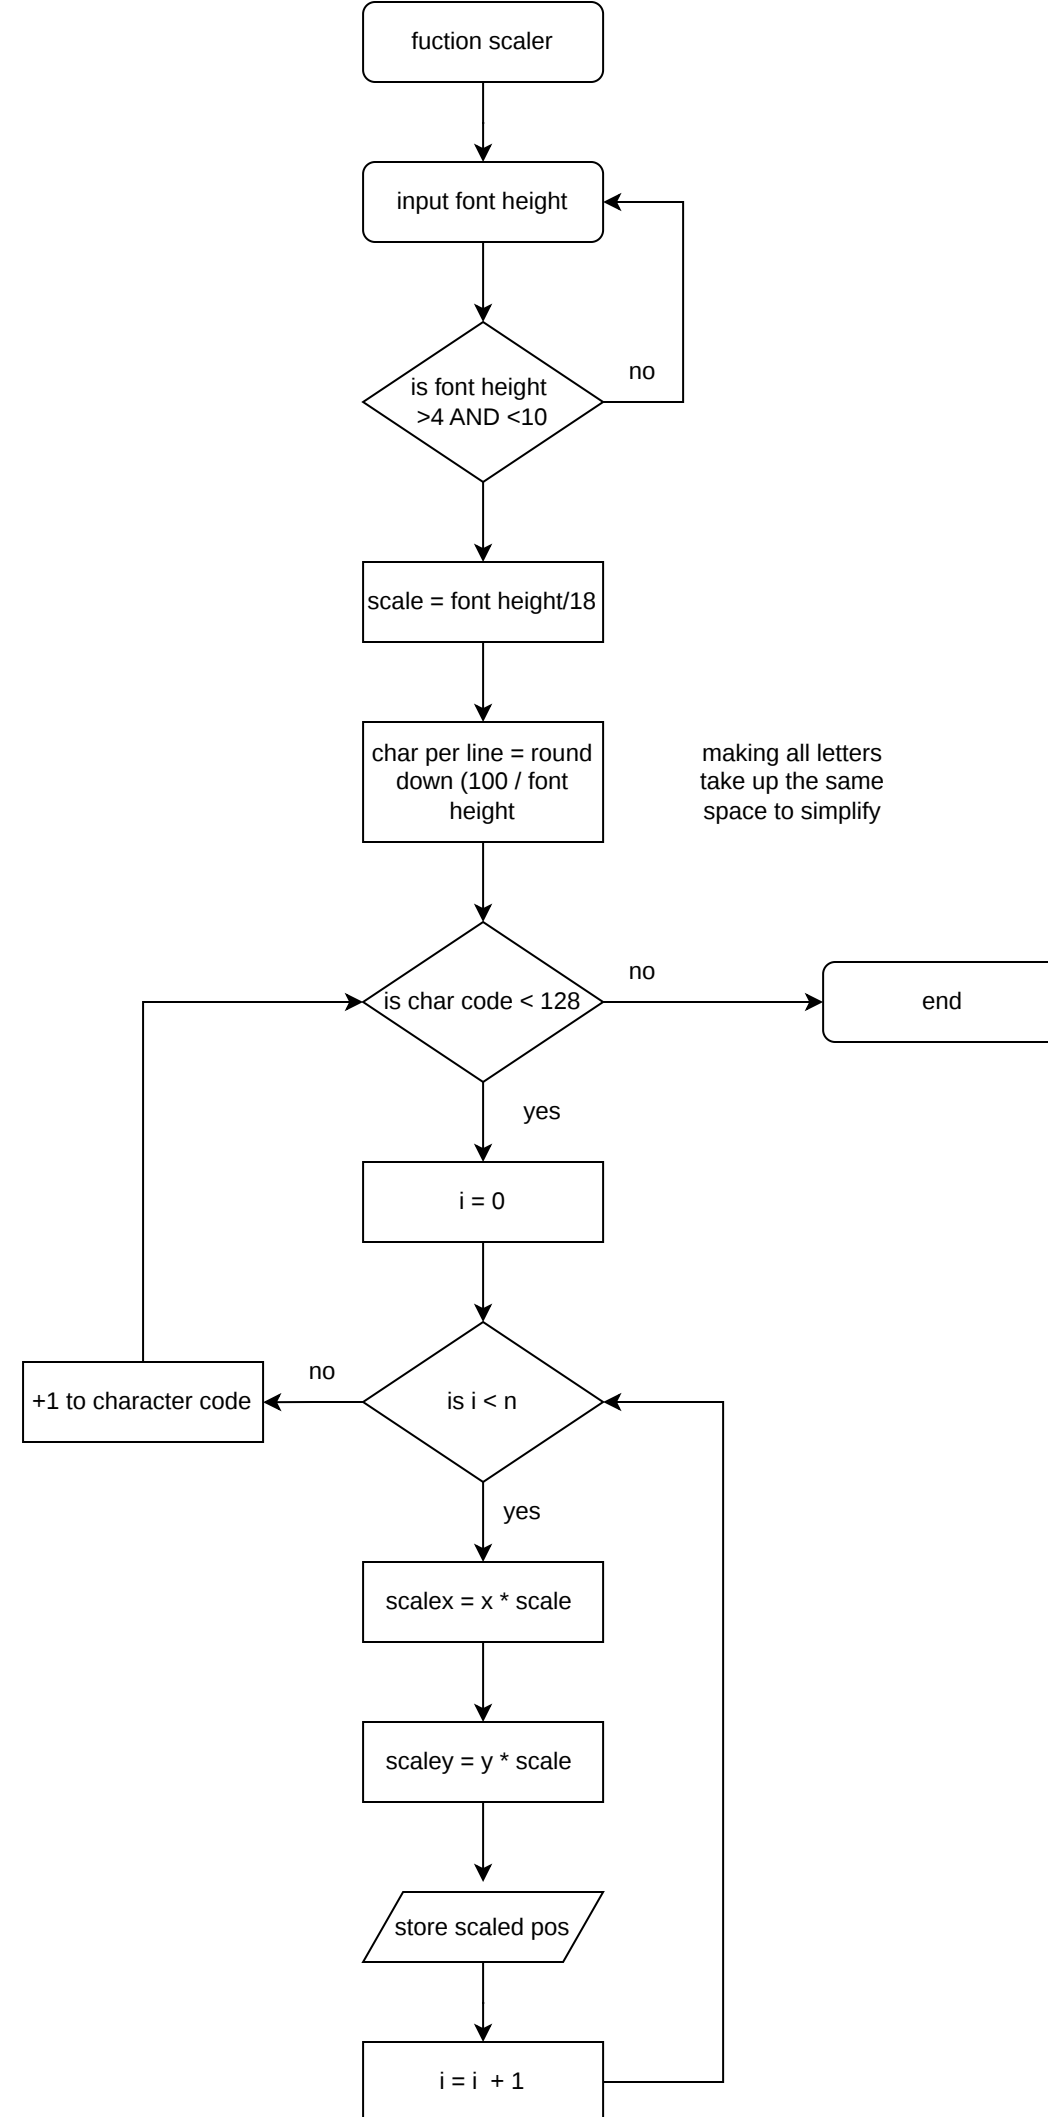 fuction scaler
input font height
is font height
>4 AND <10
no
scale = font height/18
char per line = round
down (100 / font
height
making all letters
take up the same
space to simplify
is char code < 128
no
end
yes
i = 0
is i < n
no
+1 to character code
yes
scalex = x * scale
scaley = y * scale
store scaled pos
i = i  + 1